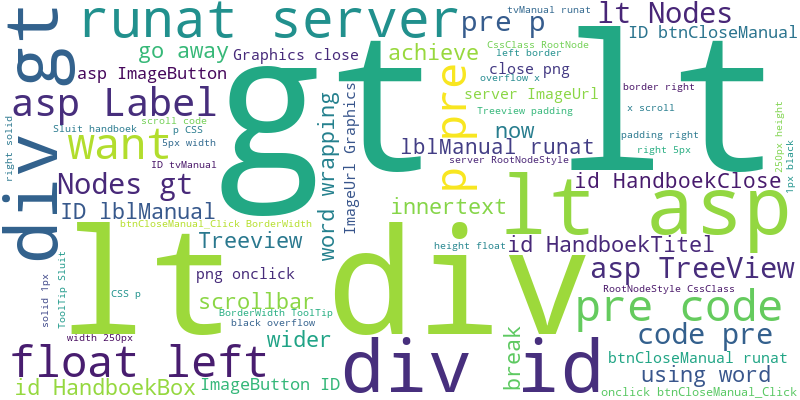 runat server
pre p
tvManual runat
lt Nodes
ID btnCloseManual
go away
Graphics close
achieve
CssClass RootNode
left border
asp ImageButton
close png
overflow x
div gt
gt
lt
asp Label
server ImageUrl
border right
scroll code
p CSS
Treeview padding
x scroll
Sluit handboek
right solid
want
5px width
now
padding right
250px height
1px black
word wrapping
ImageUrl Graphics
p pre
lblManual runat
right 5px
ID tvManual
server RootNodeStyle
Nodes gt
id HandboekClose
ID lblManual
innertext
lt asp
btnCloseManual_Click BorderWidth
lt
div
Treeview
height float
id HandboekTitel
png onclick
asp TreeView
solid 1px
ToolTip Sluit
CSS p
scrollbar
RootNodeStyle CssClass
BorderWidth ToolTip
black overflow
pre code
width 250px
wider
code pre
float left
div id
break
btnCloseManual runat
id HandboekBox
ImageButton ID
using word
onclick btnCloseManual_Click